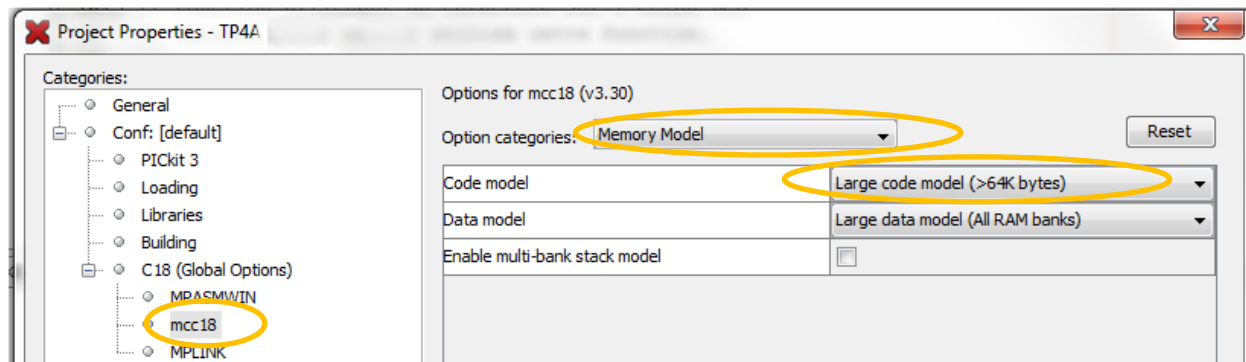 Project Properties - TP4A
Categories:
General
Conf: [default]
PICkit 3
Loading
Libraries
Building
C18 (Global Options)
MPASMWIN
mcc18
MPLINK
Options for mcc18 (v3.30)
Option categories: Memory Model
Reset
Code model Large code model (>64K bytes)
Data model Large data model (All RAM banks)
Enable multi-bank stack model